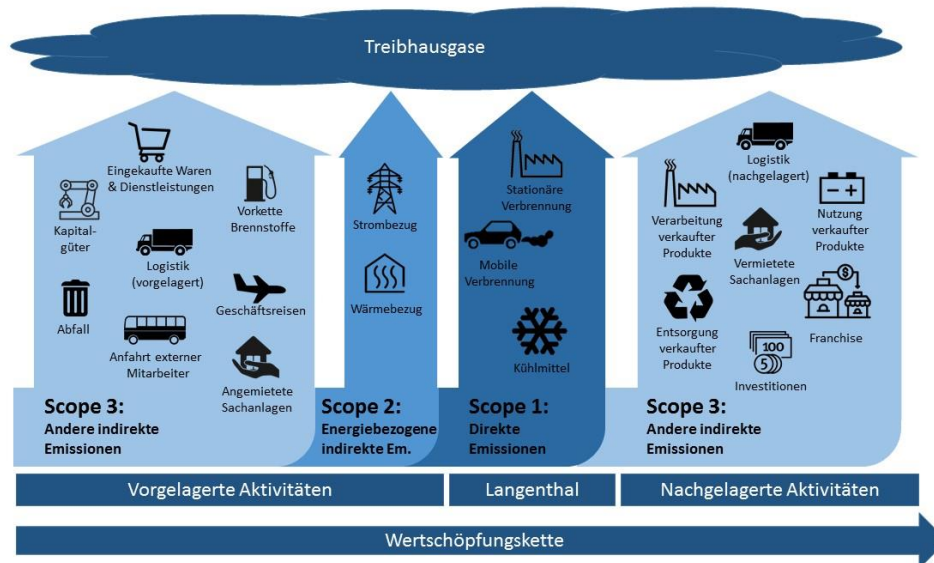 Treibhausgase
Eingekaufte Waren
& Dienstleistungen
Kapital-
güter
Vorkette
Brennstoffe
Logistik
(vorgelagert)
Abfall
Geschäftsreisen
Anfahrt externer
Mitarbeiter
Angemietete
Sachanlagen
Scope 3:
Andere indirekte
Emissionen
Strombezug
Wärmebezug
Scope 2:
Energiebezogene
indirekte Em.
Stationäre
Verbrennung
Mobile
Verbrennung
Kühlmittel
Scope 1:
Direkte
Emissionen
Logistik
(nachgelagert)
Verarbeitung
verkaufter
Produkte
Nutzung
verkaufter
Produkte
Vermietete
Sachanlagen
$
Entsorgung
verkaufter
Produkte
Franchise
100
5
Investitionen
Scope 3:
Andere indirekte
Emissionen
Vorgelagerte Aktivitäten
Langenthal
Nachgelagerte Aktivitäten
Wertschöpfungskette